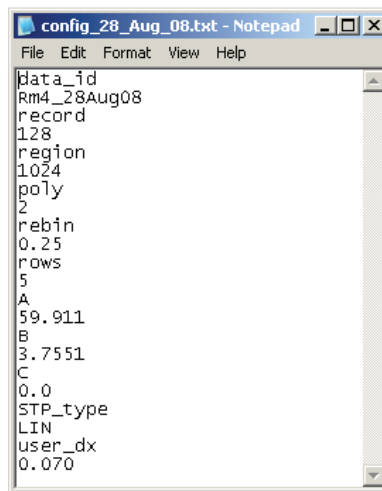 config_28_Aug_08.txt - Notepad
File Edit Format View Help
data_id
Rm4_28Aug08
record
128
region
1024
poly
2
rebin
0.25
rows
5
A
59.911
B
3.7551
C
0.0
STP_type
LIN
user_dx
0.070